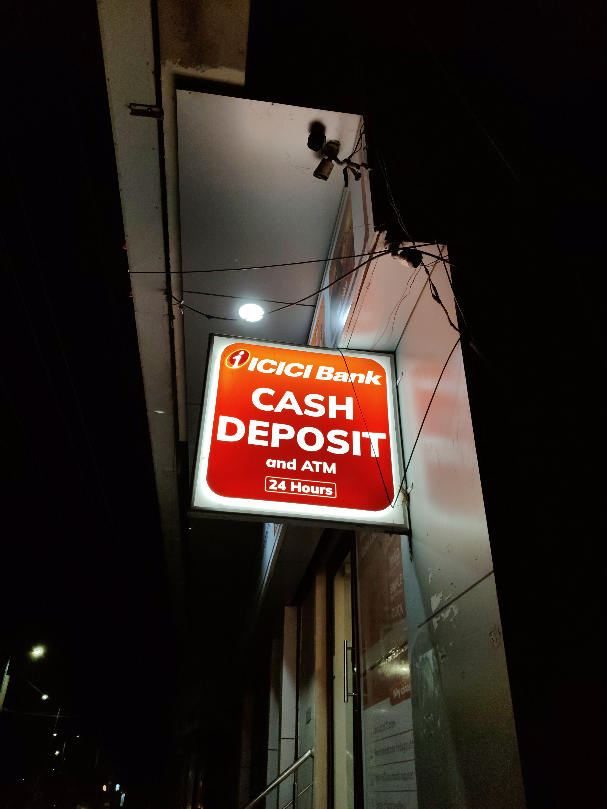 i ICICI Bank
CASH
DEPOSIT
and ATM
24 Hours